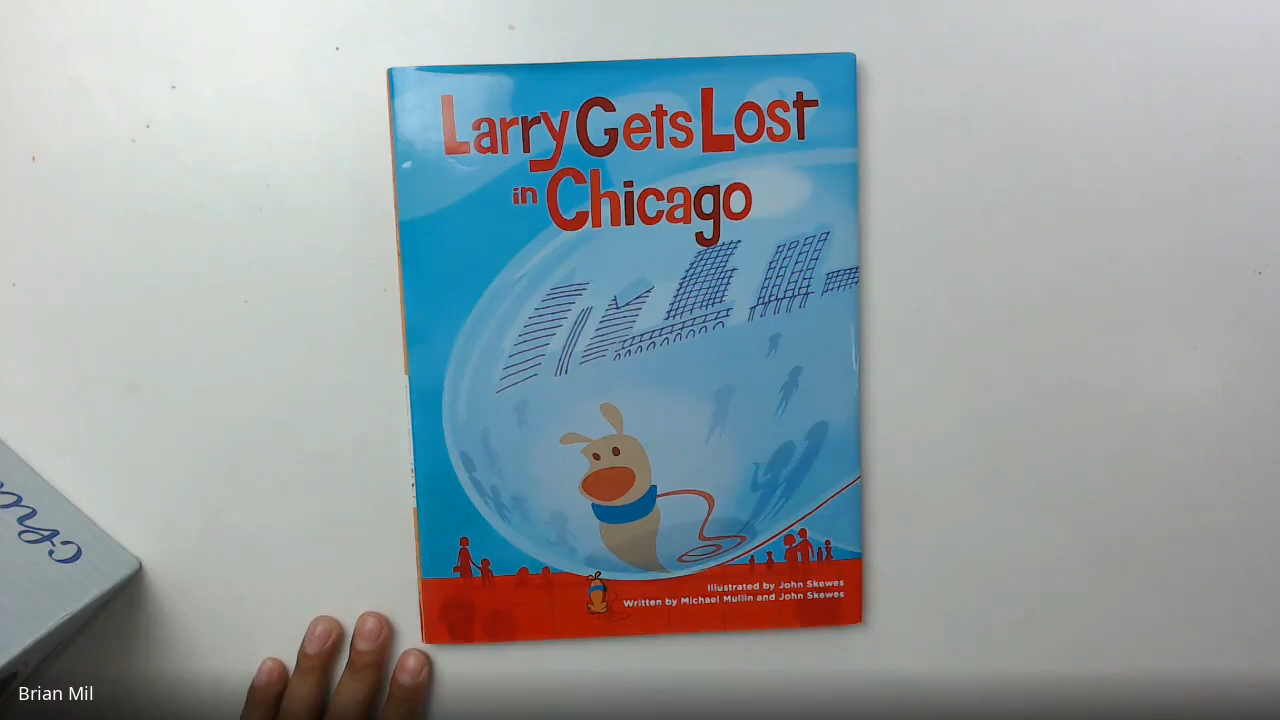 Larry Gets Lost
in Chicago
Illustrated by John Skewes
Written by Michael Mullin and John Skewes
Brian Mil